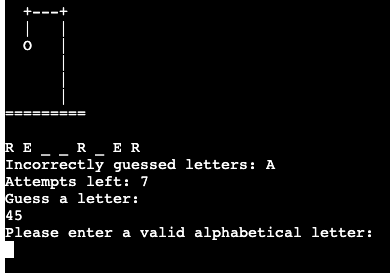 +---+
|   |
O   |
    |
    |
    |
=========
R E _ _ R _ E R
Incorrectly guessed letters: A
Attempts left: 7
Guess a letter:
45
Please enter a valid alphabetical letter: